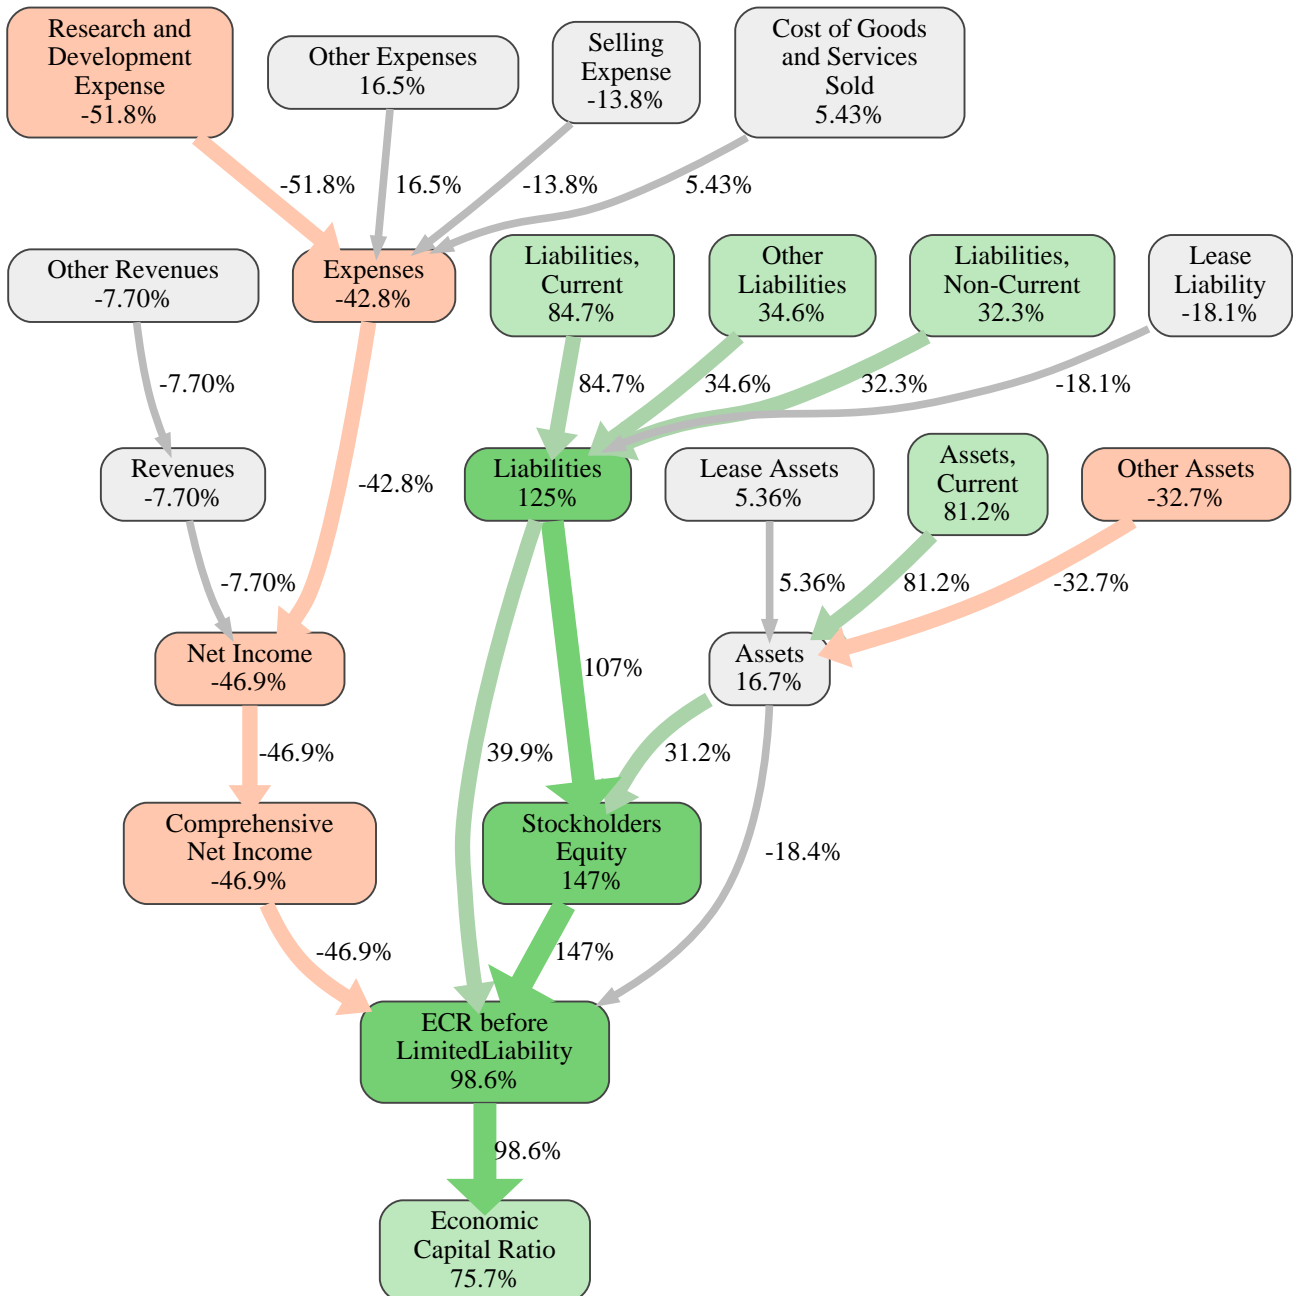 Research and
Development
Expense
-51.8%
Other Expenses
16.5%
Selling
Expense
-13.8%
Cost of Goods
and Services
Sold
5.43%
-51.8%
16.5%
-13.8%
5.43%
Other Revenues
-7.70%
Expenses
-42.8%
Liabilities,
Current
84.7%
Other
Liabilities
34.6%
Liabilities,
Non-Current
32.3%
Lease
Liability
-18.1%
-7.70%
84.7%
34.6%
32.3%
-18.1%
Revenues
-7.70%
-42.8%
Liabilities
125%
Lease Assets
5.36%
Assets,
Current
81.2%
Other Assets
-32.7%
-7.70%
5.36%
81.2%
-32.7%
Net Income
-46.9%
107%
Assets
16.7%
-46.9%
39.9%
31.2%
Comprehensive
Net Income
-46.9%
Stockholders
Equity
147%
-18.4%
-46.9%
147%
ECR before
LimitedLiability
98.6%
98.6%
Economic
Capital Ratio
75.7%